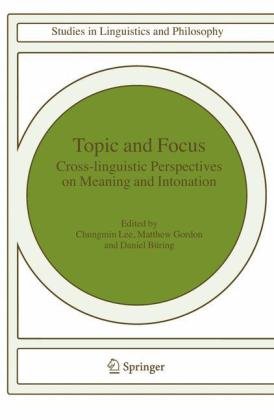 Studies in Linguistics and Philosophy
Topic and Focus
Cross-linguistic Perspectives
on Meaning and Intonation
Edited by
Chungmin Lee, Matthew Gordon
and Daniel Büring
Springer